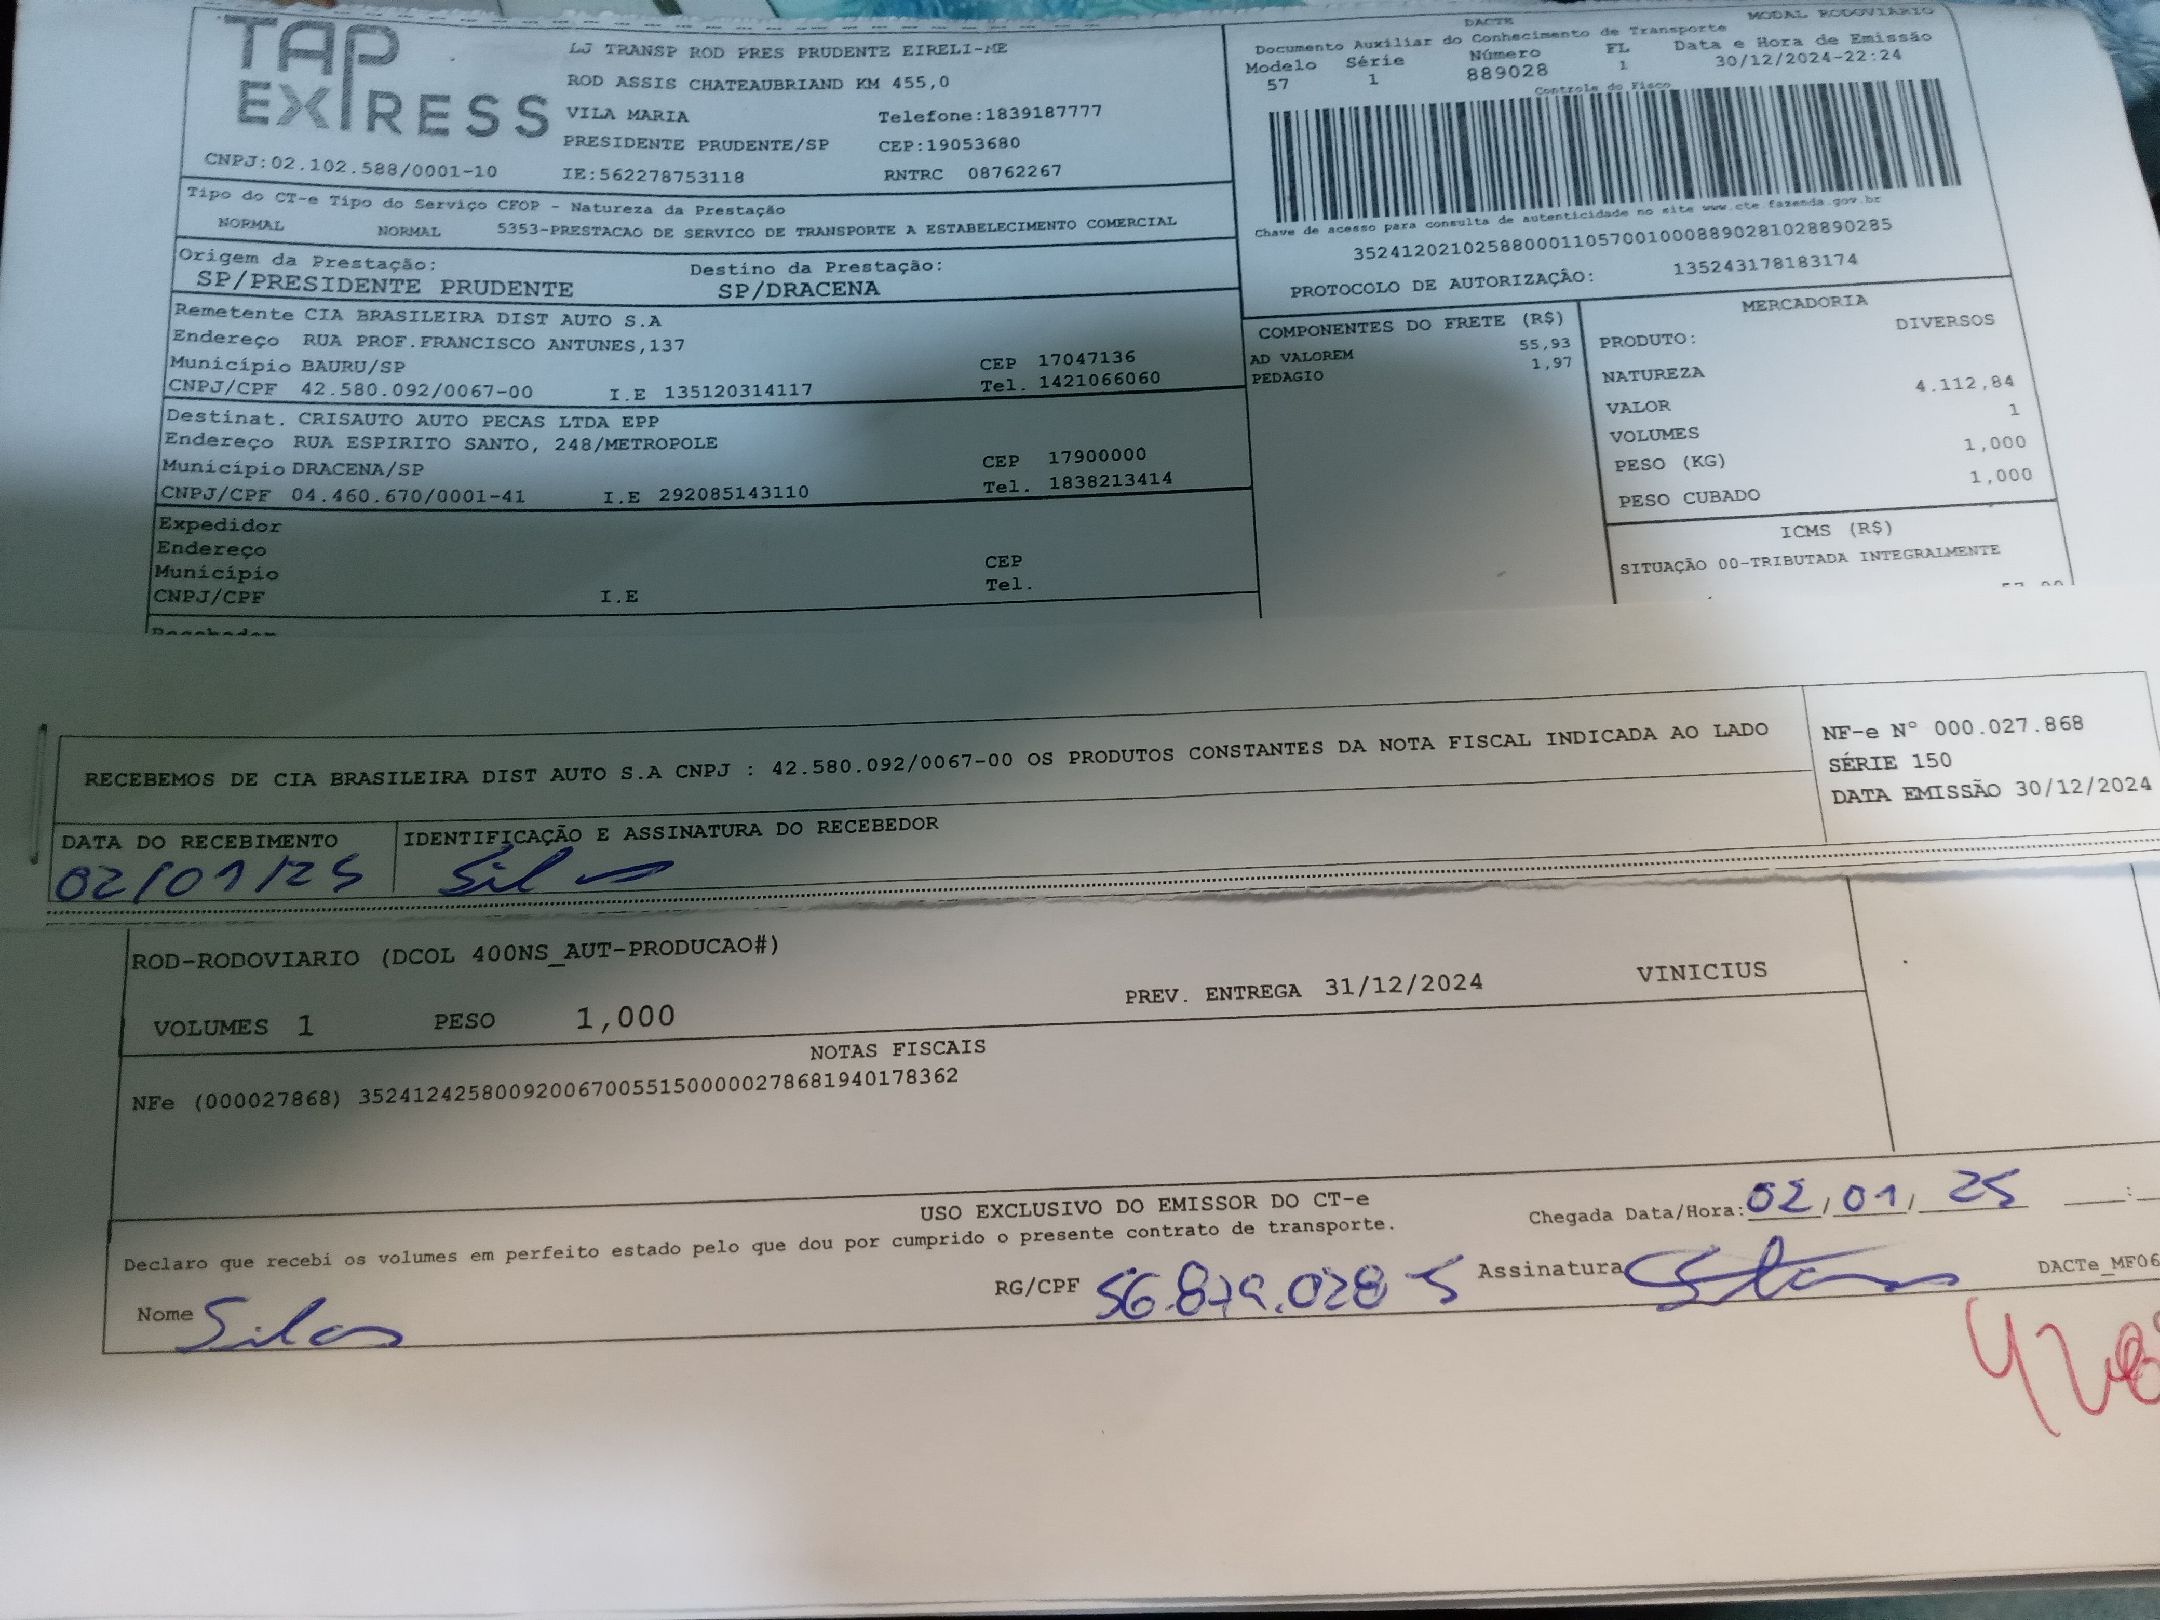 TAP
EXPRESS
CNPJ:02.102.588/0001-10
LJ TRANSP ROD PRES PRUDENTE EIRELI-ME
ROD ASSIS CHATEAUBRIAND KM 455,0
VILA MARIA Telefone:1839187777
PRESIDENTE PRUDENTE/SP CEP:19053680
IE:562278753118 RNTRC 08762267
DACTE MODAL RODOVIARIO
Documento Auxiliar do Conhecimento de Transporte
Modelo Série Número FL Data e Hora de Emissão
57 1 889028 1 30/12/2024-22:24
Controle do Fisco
Chave de acesso para consulta de autenticidade no site www.cte.fazenda.gov.br
35241202102588000110570010008890281028890285
PROTOCOLO DE AUTORIZAÇÃO: 135243178183174
Tipo do CT-e Tipo do Serviço CFOP - Natureza da Prestação
NORMAL NORMAL 5353-PRESTACAO DE SERVICO DE TRANSPORTE A ESTABELECIMENTO COMERCIAL
Origem da Prestação: Destino da Prestação:
SP/PRESIDENTE PRUDENTE SP/DRACENA
Remetente CIA BRASILEIRA DIST AUTO S.A
Endereço RUA PROF.FRANCISCO ANTUNES,137
Município BAURU/SP CEP 17047136
CNPJ/CPF 42.580.092/0067-00 I.E 135120314117 Tel. 1421066060
Destinat. CRISAUTO AUTO PECAS LTDA EPP
Endereço RUA ESPIRITO SANTO, 248/METROPOLE
Município DRACENA/SP CEP 17900000
CNPJ/CPF 04.460.670/0001-41 I.E 292085143110 Tel. 1838213414
Expedidor
Endereço
Município CEP
CNPJ/CPF I.E Tel.
COMPONENTES DO FRETE (R$)
AD VALOREM 55,93
PEDAGIO 1,97
MERCADORIA
PRODUTO: DIVERSOS
NATUREZA
VALOR 4.112,84
VOLUMES 1
PESO (KG) 1,000
PESO CUBADO 1,000
ICMS (R$)
SITUAÇÃO 00-TRIBUTADA INTEGRALMENTE
RECEBEMOS DE CIA BRASILEIRA DIST AUTO S.A CNPJ : 42.580.092/0067-00 OS PRODUTOS CONSTANTES DA NOTA FISCAL INDICADA AO LADO
NF-e Nº 000.027.868
SÉRIE 150
DATA EMISSÃO 30/12/2024
DATA DO RECEBIMENTO IDENTIFICAÇÃO E ASSINATURA DO RECEBEDOR
02/01/25 Silas
ROD-RODOVIARIO (DCOL 400NS_AUT-PRODUCAO#)
VOLUMES 1 PESO 1,000 PREV. ENTREGA 31/12/2024 VINICIUS
NOTAS FISCAIS
NFe (000027868) 35241242580092006700551500000278681940178362
USO EXCLUSIVO DO EMISSOR DO CT-e
Declaro que recebi os volumes em perfeito estado pelo que dou por cumprido o presente contrato de transporte.
Chegada Data/Hora: 02/01/25 :
Nome Silas RG/CPF 56.879.028 5 Assinatura Silas DACTe_MF06